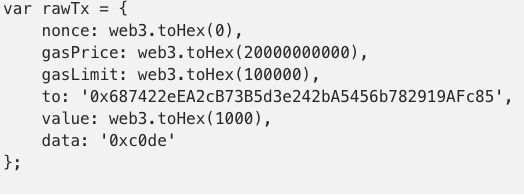 var rawTx = {
    nonce: web3.toHex(0),
    gasPrice: web3.toHex(20000000000),
    gasLimit: web3.toHex(100000),
    to: '0x687422eEA2cB73B5d3e242bA5456b782919AFc85',
    value: web3.toHex(1000),
    data: '0xc0de'
};